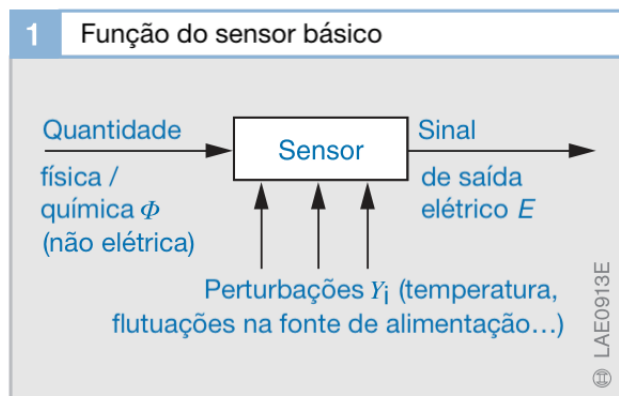 1 Função do sensor básico
Quantidade
física /
química Φ
(não elétrica)
Sensor
Sinal
de saída
elétrico E
Perturbações Yi (temperatura,
flutuações na fonte de alimentação…)
LAE0913E